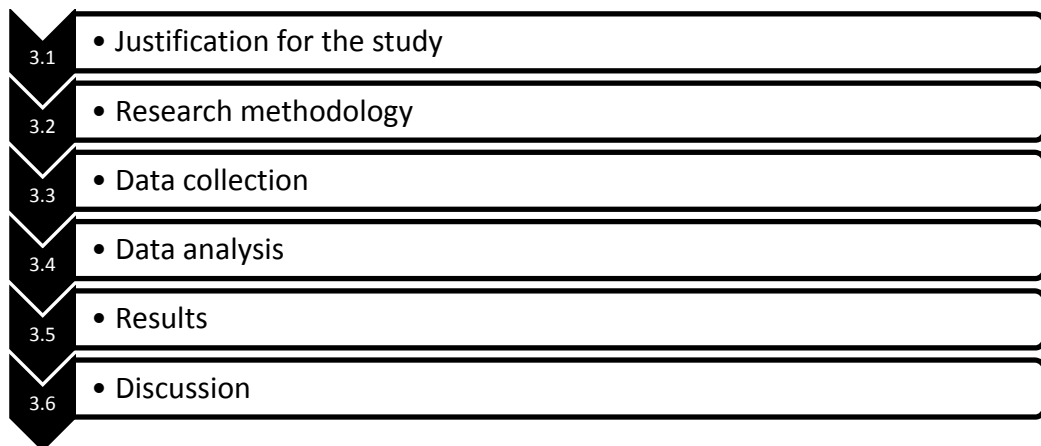 3.1 • Justification for the study
3.2 • Research methodology
3.3 • Data collection
3.4 • Data analysis
3.5 • Results
3.6 • Discussion